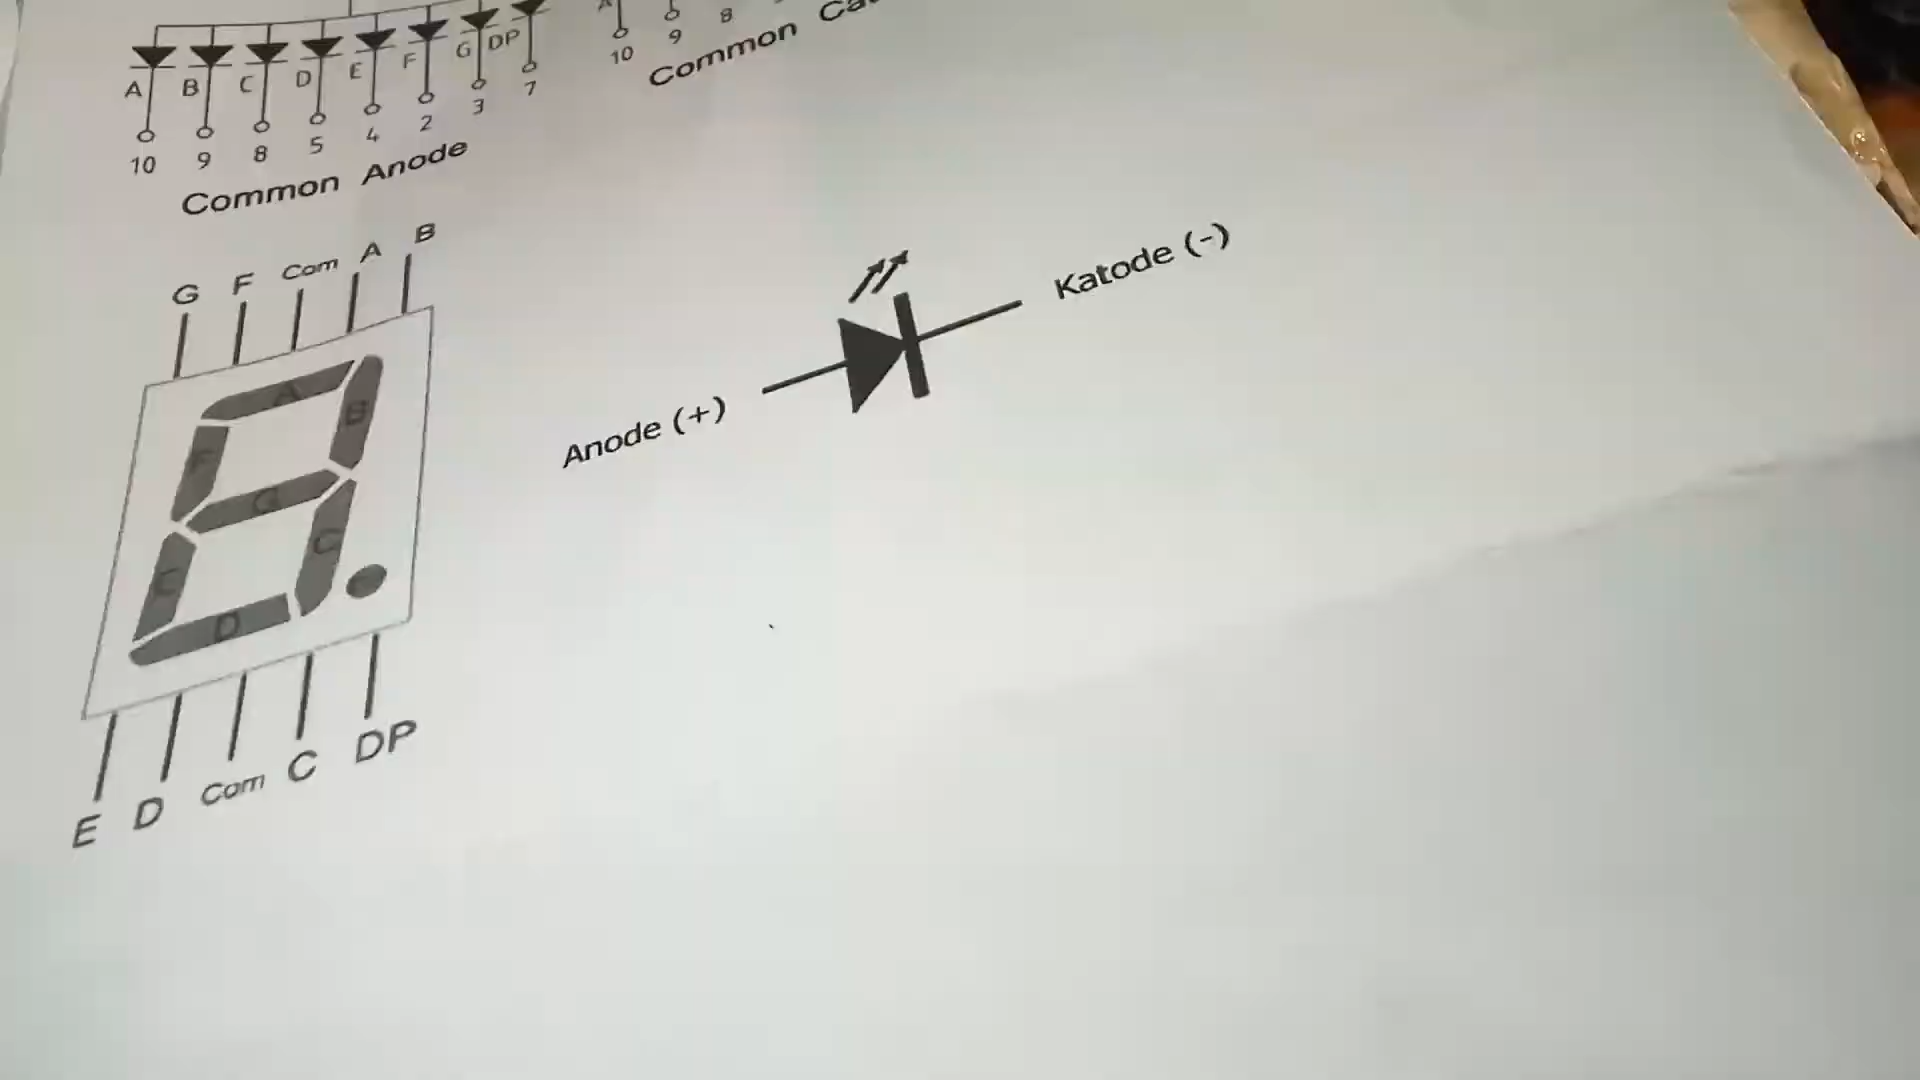 A B C D E F G DP
10 9 8 5 4 2 3 7
Common Anode
10 9 8
Common
G F Com A B
A
B
F
G
C
E
D
E D Com C DP
Anode (+)
Katode (-)